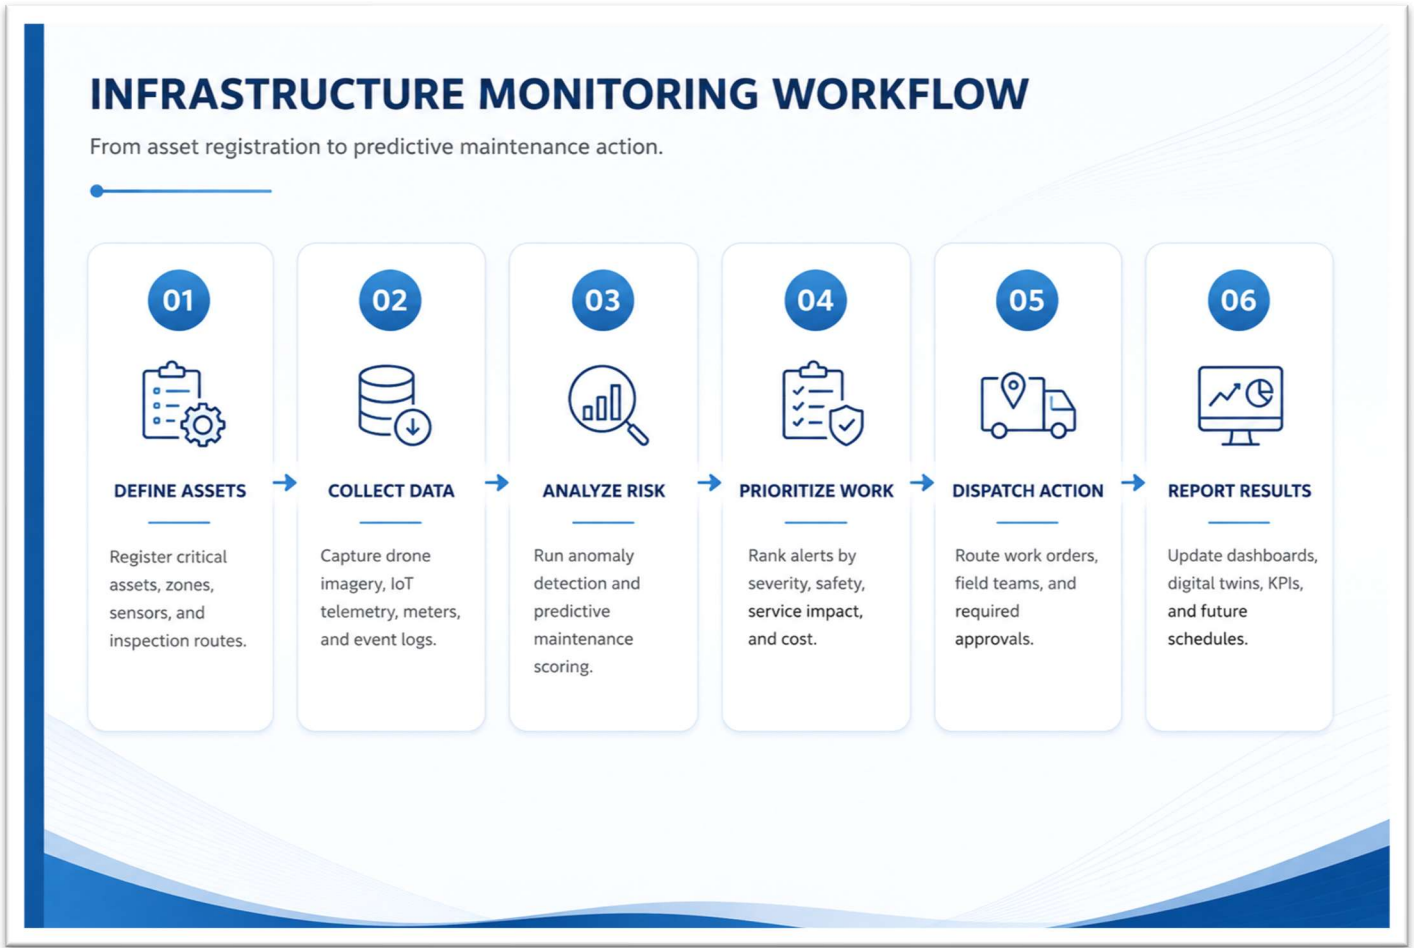 INFRASTRUCTURE MONITORING WORKFLOW
From asset registration to predictive maintenance action.
01
DEFINE ASSETS
Register critical
assets, zones,
sensors, and
inspection routes.
02
COLLECT DATA
Capture drone
imagery, IoT
telemetry, meters,
and event logs.
03
ANALYZE RISK
Run anomaly
detection and
predictive
maintenance
scoring.
04
PRIORITIZE WORK
Rank alerts by
severity, safety,
service impact,
and cost.
05
DISPATCH ACTION
Route work orders,
field teams, and
required
approvals.
06
REPORT RESULTS
Update dashboards,
digital twins, KPIs,
and future
schedules.